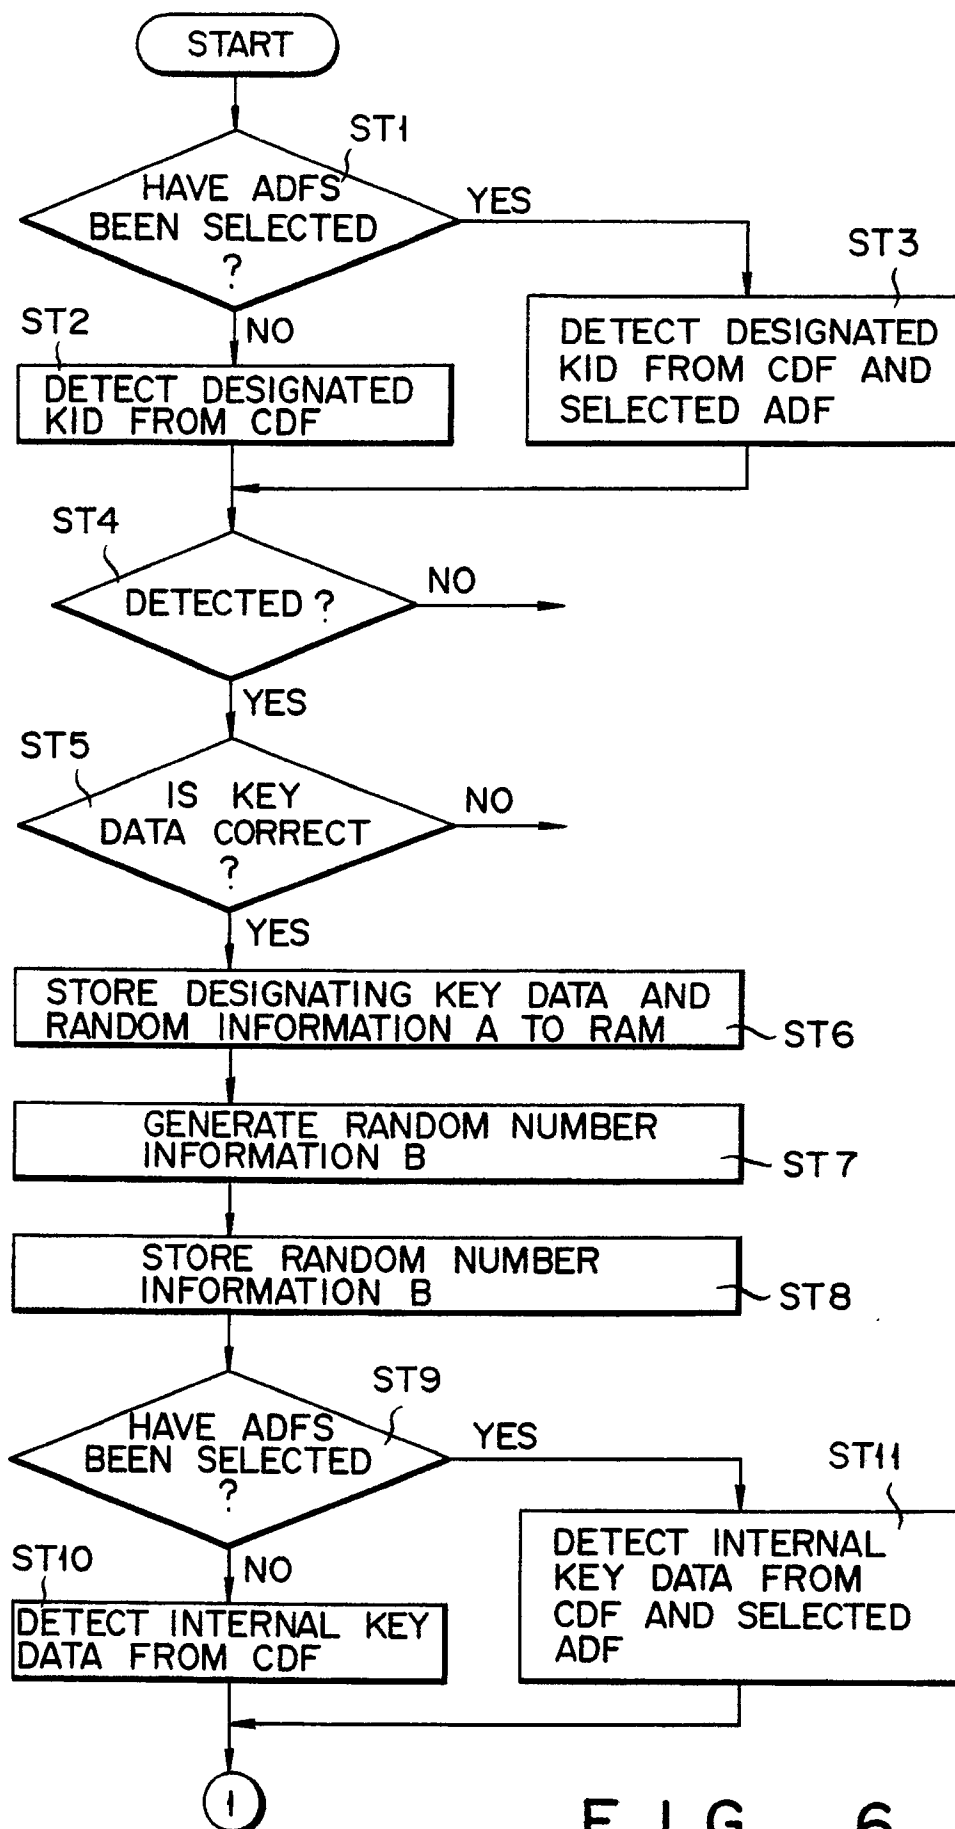 START
ST1
HAVE ADFS
BEEN SELECTED
?
YES
NO
ST2
DETECT DESIGNATED
KID FROM CDF
ST3
DETECT DESIGNATED
KID FROM CDF AND
SELECTED ADF
ST4
DETECTED ?
NO
YES
ST5
IS KEY
DATA CORRECT
?
NO
YES
STORE DESIGNATING KEY DATA AND
RANDOM INFORMATION A TO RAM
ST6
GENERATE RANDOM NUMBER
INFORMATION B
ST7
STORE RANDOM NUMBER
INFORMATION B
ST8
ST9
HAVE ADFS
BEEN SELECTED
?
YES
NO
ST10
DETECT INTERNAL KEY
DATA FROM CDF
ST11
DETECT INTERNAL
KEY DATA FROM
CDF AND SELECTED
ADF
1
FIG. 6